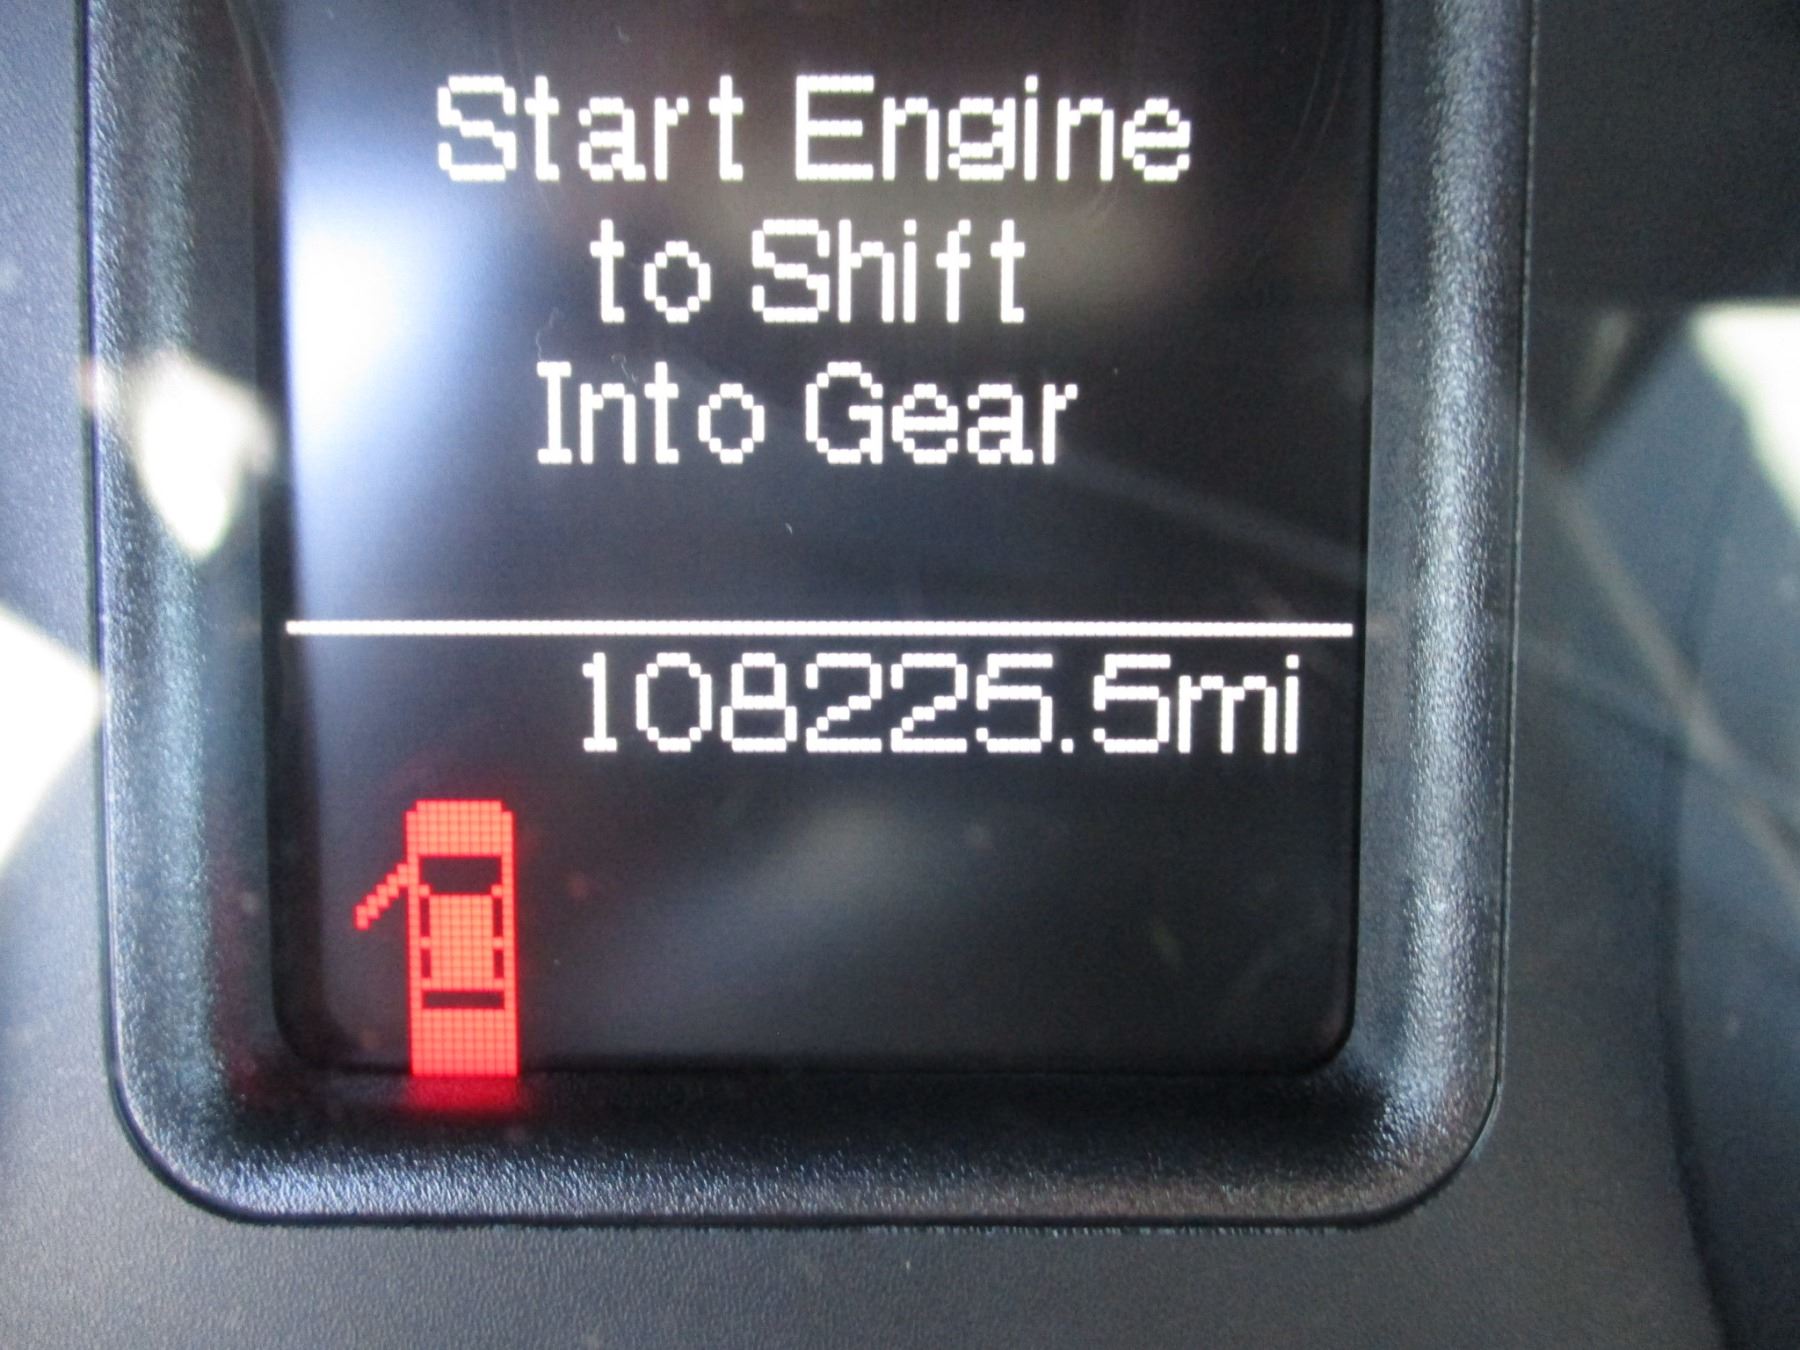 Start Engine
to Shift
Into Gear
108225.5mi